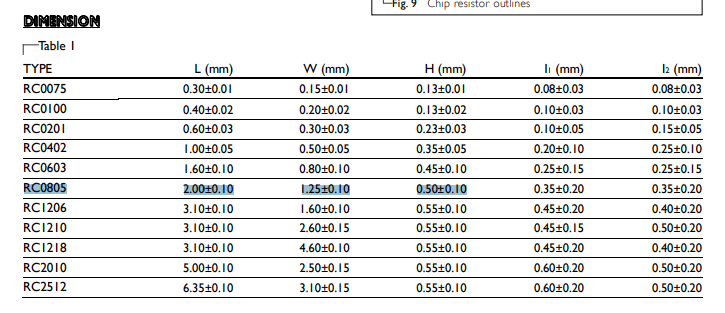 Fig. 9 Chip resistor outlines
DIMENSION
Table 1
TYPE L (mm) W (mm) H (mm) I₁ (mm) I₂ (mm)
RC0075 0.30±0.01 0.15±0.01 0.13±0.01 0.08±0.03 0.08±0.03
RC0100 0.40±0.02 0.20±0.02 0.13±0.02 0.10±0.03 0.10±0.03
RC0201 0.60±0.03 0.30±0.03 0.23±0.03 0.10±0.05 0.15±0.05
RC0402 1.00±0.05 0.50±0.05 0.35±0.05 0.20±0.10 0.25±0.10
RC0603 1.60±0.10 0.80±0.10 0.45±0.10 0.25±0.15 0.25±0.15
RC0805 2.00±0.10 1.25±0.10 0.50±0.10 0.35±0.20 0.35±0.20
RC1206 3.10±0.10 1.60±0.10 0.55±0.10 0.45±0.20 0.40±0.20
RC1210 3.10±0.10 2.60±0.15 0.55±0.10 0.45±0.15 0.50±0.20
RC1218 3.10±0.10 4.60±0.10 0.55±0.10 0.45±0.20 0.40±0.20
RC2010 5.00±0.10 2.50±0.15 0.55±0.10 0.60±0.20 0.50±0.20
RC2512 6.35±0.10 3.10±0.15 0.55±0.10 0.60±0.20 0.50±0.20